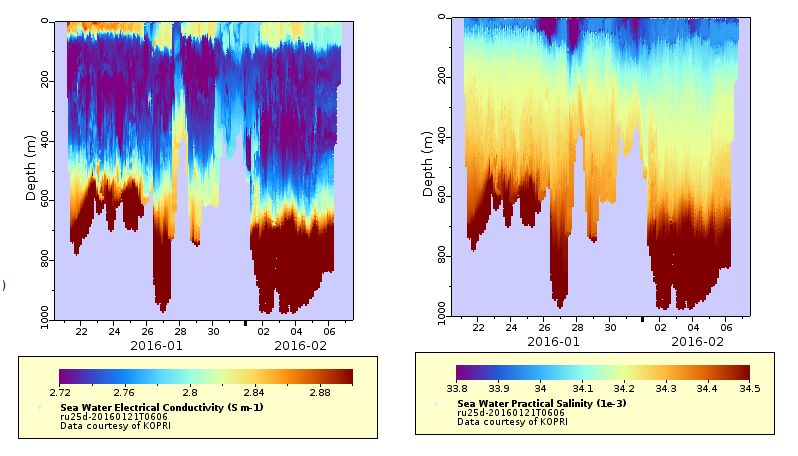 )
Depth (m)
0
200
400
600
800
1000
22 24 26 28 30 02 04 06
2016-01 2016-02
2.72 2.76 2.8 2.84 2.88
Sea Water Electrical Conductivity (S m-1)
ru25d-20160121T0606
Data courtesy of KOPRI
Depth (m)
0
200
400
600
800
1000
22 24 26 28 30 02 04 06
2016-01 2016-02
33.8 33.9 34 34.1 34.2 34.3 34.4 34.5
Sea Water Practical Salinity (1e-3)
ru25d-20160121T0606
Data courtesy of KOPRI